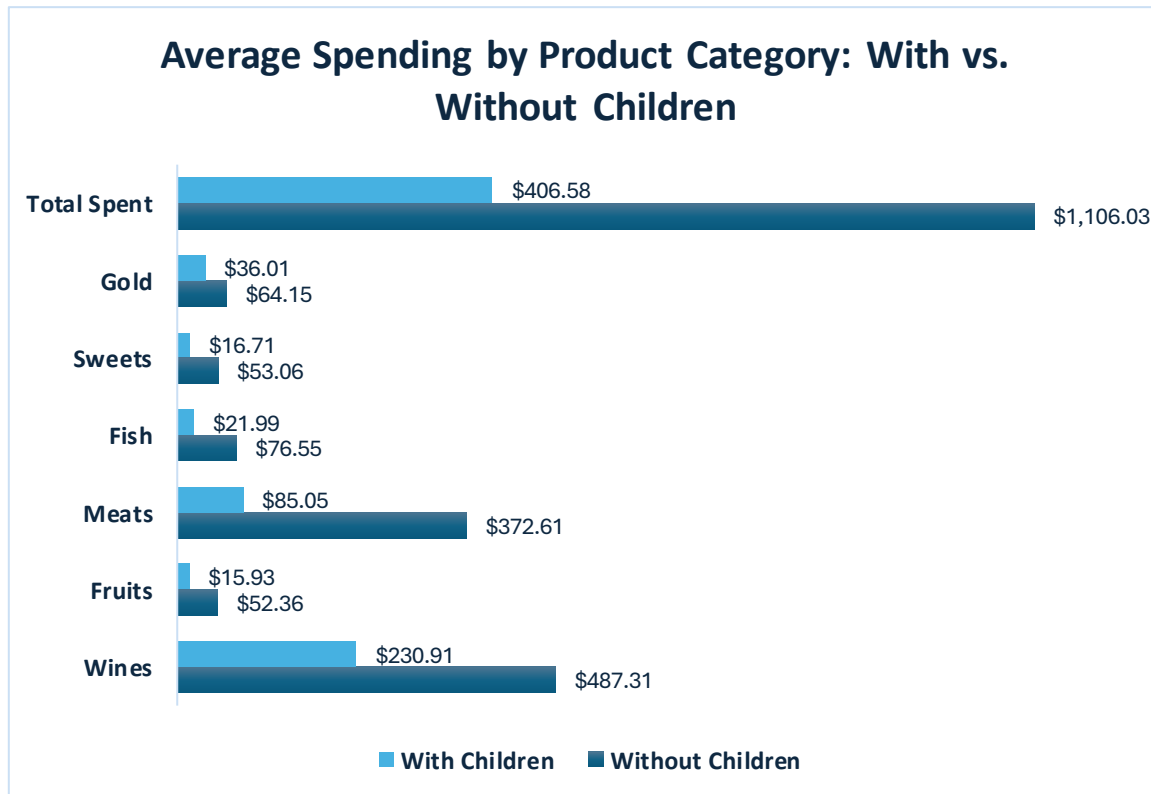 Average Spending by Product Category: With vs.
Without Children
Total Spent
$406.58
$1,106.03
Gold
$36.01
$64.15
Sweets
$16.71
$53.06
Fish
$21.99
$76.55
Meats
$85.05
$372.61
Fruits
$15.93
$52.36
Wines
$230.91
$487.31
With Children Without Children